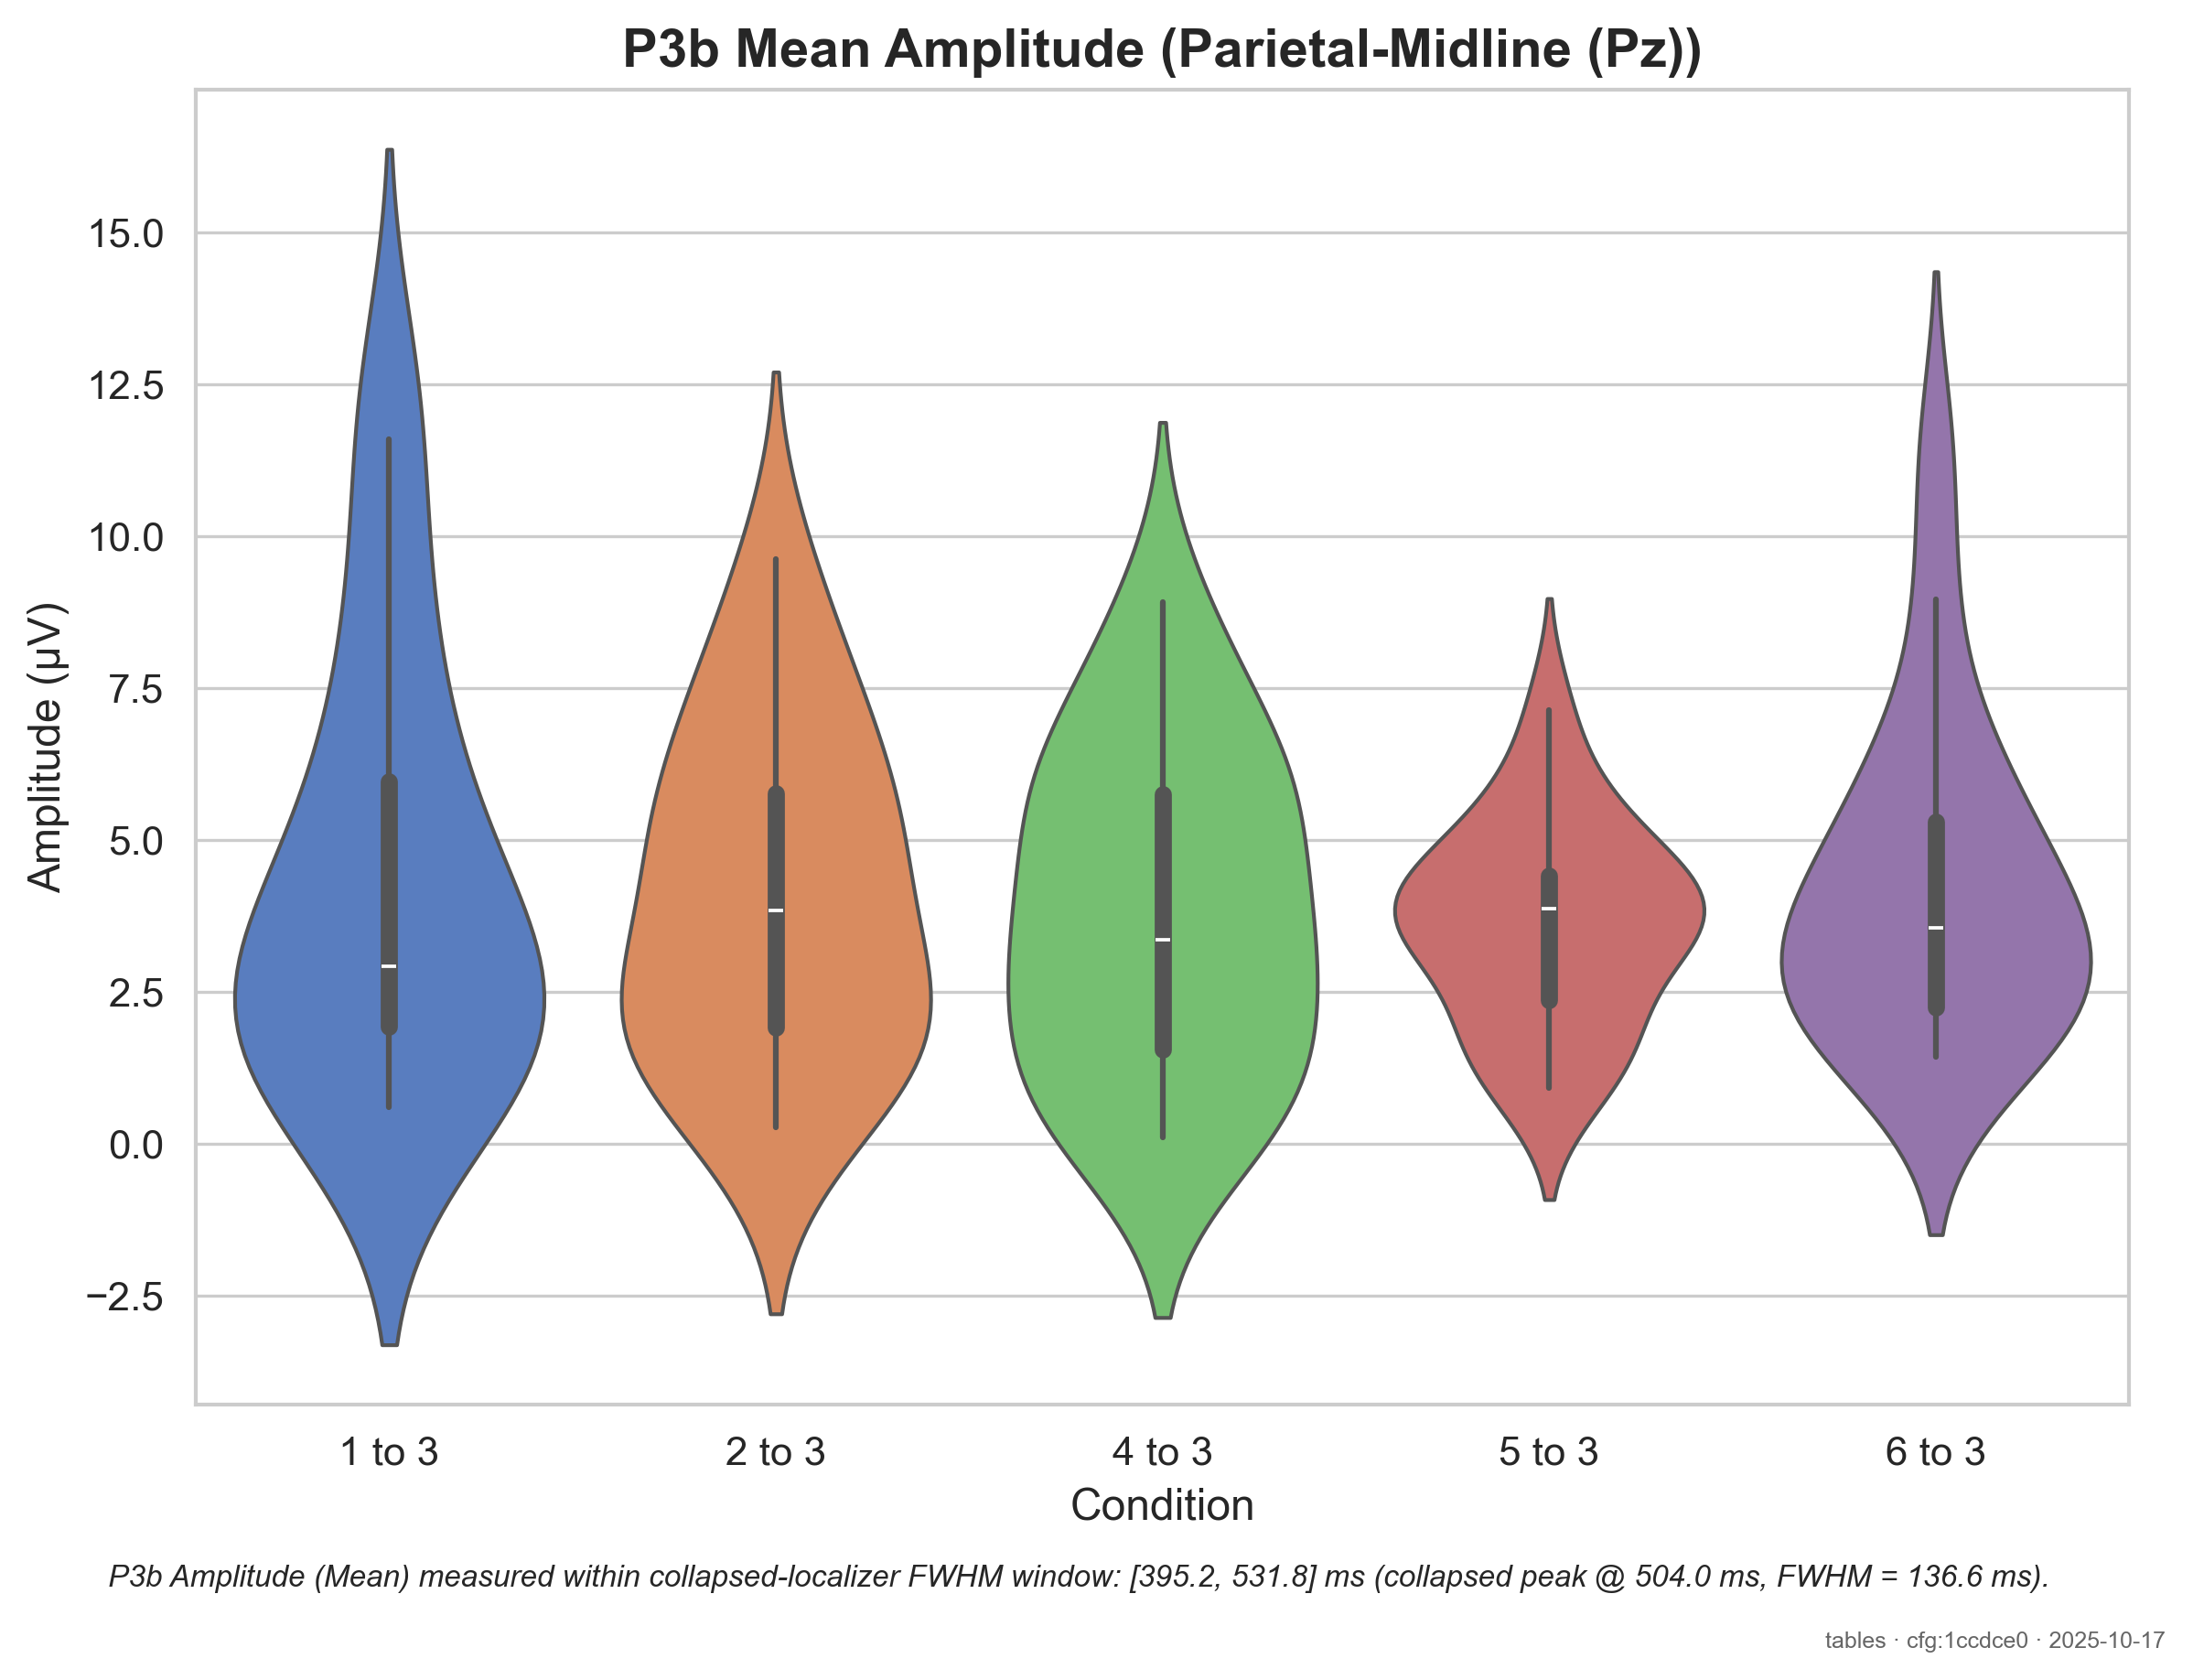 P3b Mean Amplitude (Parietal-Midline (Pz))
Amplitude (µV)
15.0
12.5
10.0
7.5
5.0
2.5
0.0
−2.5
1 to 3
2 to 3
4 to 3
5 to 3
6 to 3
Condition
P3b Amplitude (Mean) measured within collapsed-localizer FWHM window: [395.2, 531.8] ms (collapsed peak @ 504.0 ms, FWHM = 136.6 ms).
tables · cfg:1ccdce0 · 2025-10-17